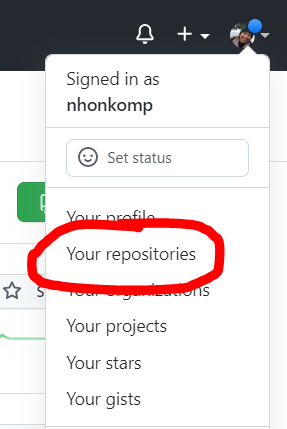 Signed in as
nhonkomp
Set status
Your profile
Your repositories
Your organizations
Your projects
Your stars
Your gists